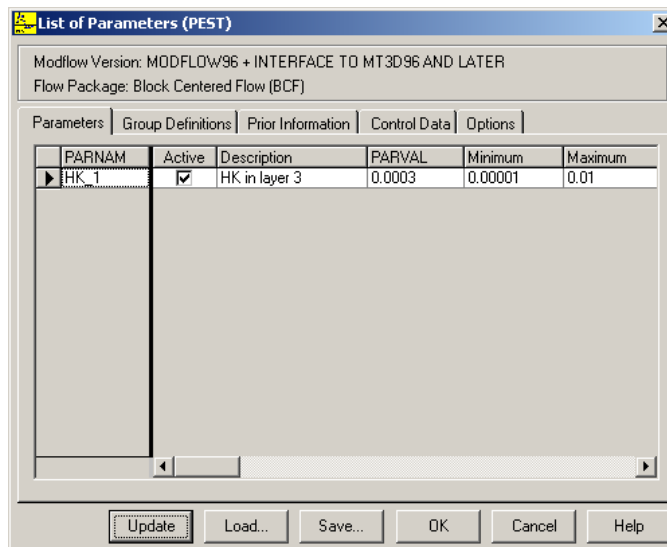 List of Parameters (PEST)
Modflow Version: MODFLOW96 + INTERFACE TO MT3D96 AND LATER
Flow Package: Block Centered Flow (BCF)
Parameters Group Definitions Prior Information Control Data Options
PARNAM Active Description PARVAL Minimum Maximum
HK_1 HK in layer 3 0.0003 0.00001 0.01
Update Load... Save... OK Cancel Help